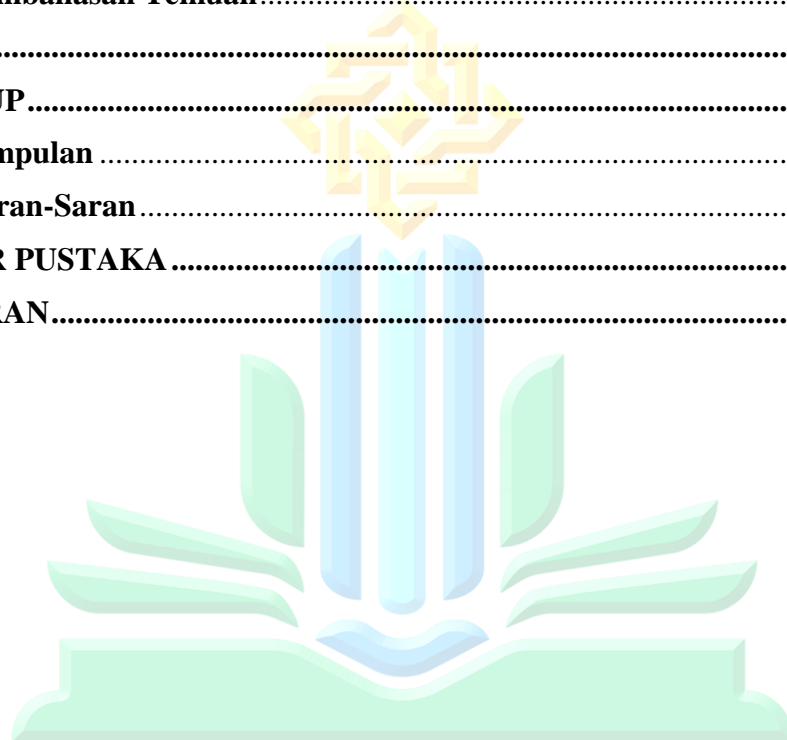 mbahasan Temuan...........................................................................
....................................................................................................
UP................................................................................................
mpulan.......................................................................................
ran-Saran..................................................................................
R PUSTAKA..............................................................................
RAN.............................................................................................